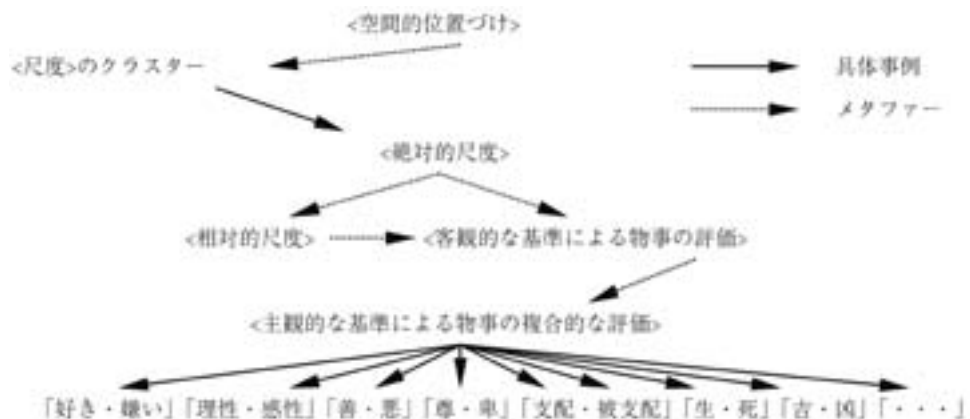 <空間的位置づけ>
<尺度>のクラスター
具体事例
メタファー
<絶対的尺度>
<相対的尺度>
<客観的な基準による物事の評価>
<主観的な基準による物事の複合的な評価>
「好き・嫌い」「理性・感性」「善・悪」「尊・卑」「支配・被支配」「生・死」「吉・凶」「・・・」